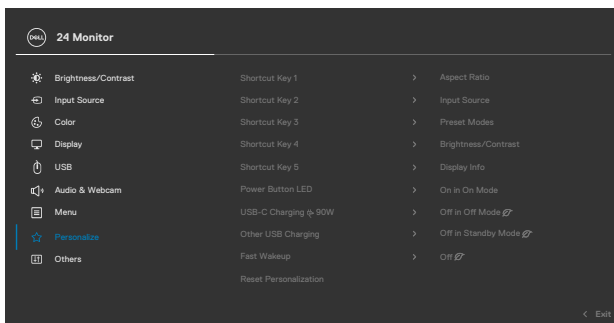 DELL 24 Monitor
Brightness/Contrast Shortcut Key 1 > Aspect Ratio
Input Source Shortcut Key 2 > Input Source
Color Shortcut Key 3 > Preset Modes
Display Shortcut Key 4 > Brightness/Contrast
USB Shortcut Key 5 > Display Info
Audio & Webcam Power Button LED > On in On Mode
Menu USB-C Charging 90W > Off in Off Mode
Personalize Other USB Charging > Off in Standby Mode
Others Fast Wakeup > Off
Reset Personalization
< Exit